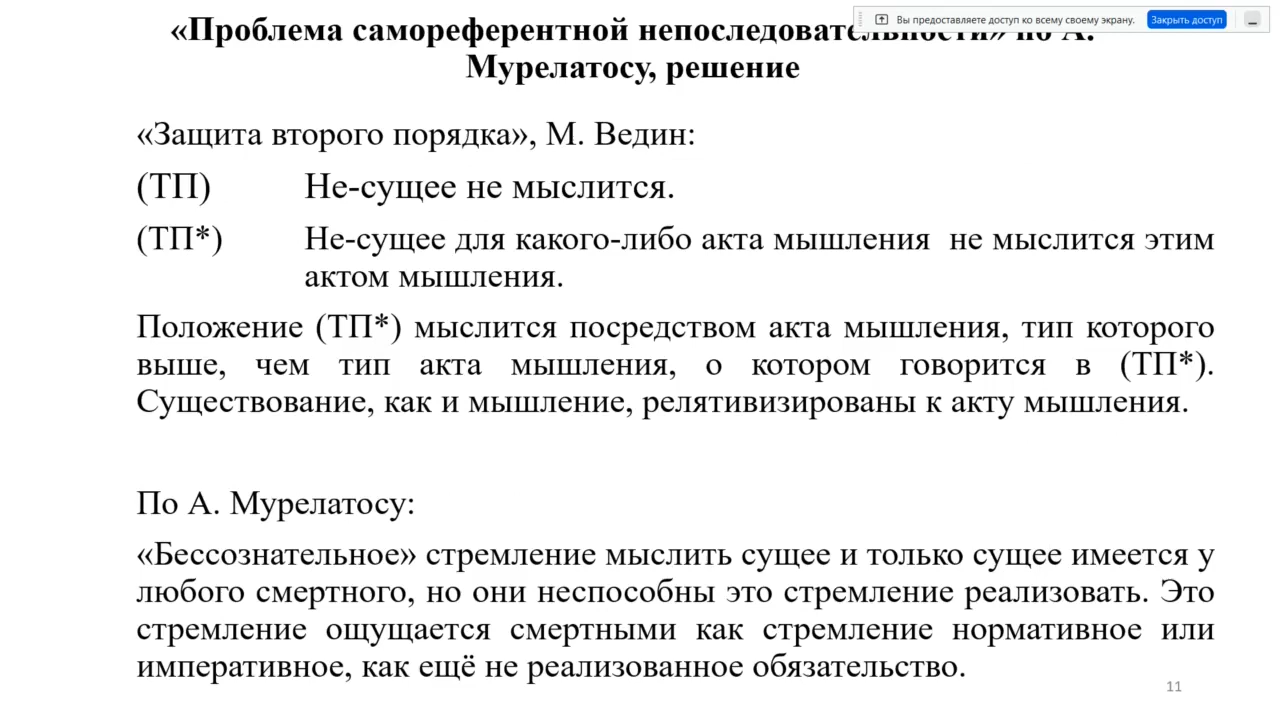 Вы предоставляете доступ ко всему своему экрану. Закрыть доступ
«Проблема самореферентной непоследовательности» по А.
Мурелатосу, решение
«Защита второго порядка», М. Ведин:
(ТП) Не-сущее не мыслится.
(ТП*) Не-сущее для какого-либо акта мышления не мыслится этим
актом мышления.
Положение (ТП*) мыслится посредством акта мышления, тип которого
выше, чем тип акта мышления, о котором говорится в (ТП*).
Существование, как и мышление, релятивизированы к акту мышления.
По А. Мурелатосу:
«Бессознательное» стремление мыслить сущее и только сущее имеется у
любого смертного, но они неспособны это стремление реализовать. Это
стремление ощущается смертными как стремление нормативное или
императивное, как ещё не реализованное обязательство.
11